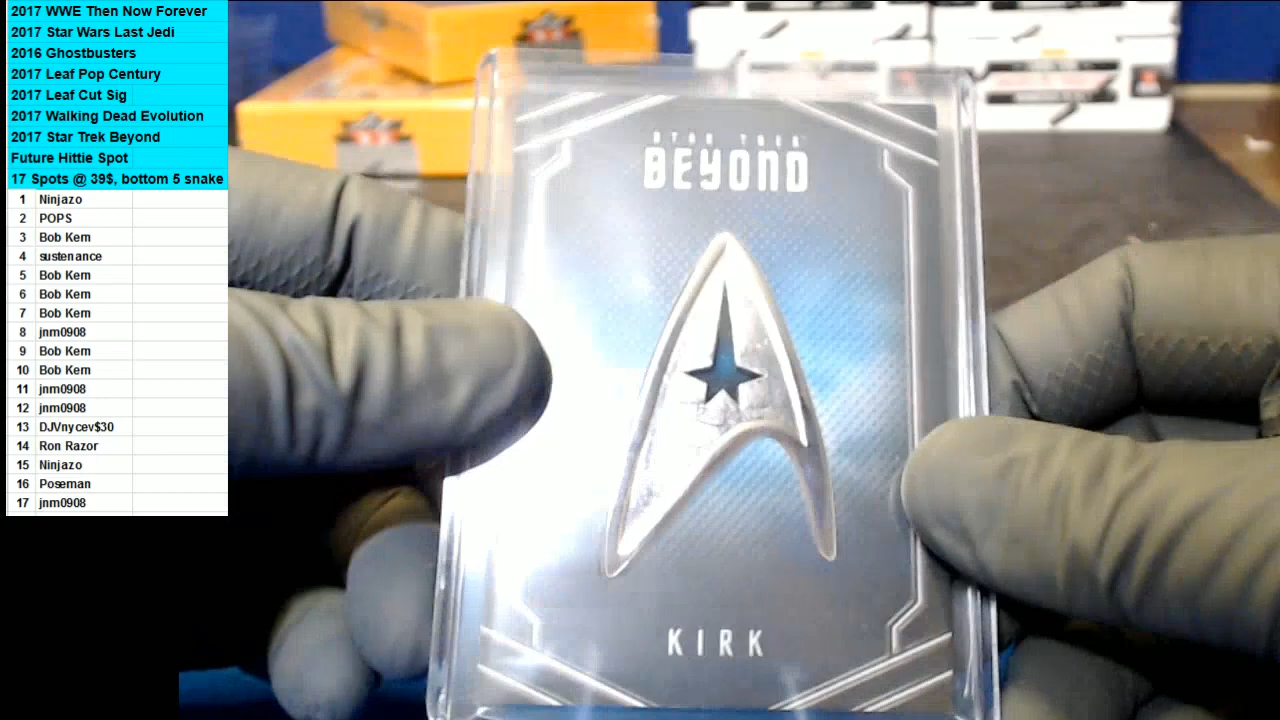 2017 WWE Then Now Forever
2017 Star Wars Last Jedi
2016 Ghostbusters
2017 Leaf Pop Century
2017 Leaf Cut Sig
2017 Walking Dead Evolution
2017 Star Trek Beyond
Future Hittie Spot
17 Spots @ 39$, bottom 5 snake
1 Ninjazo
2 POPS
3 Bob Kem
4 sustenance
5 Bob Kem
6 Bob Kem
7 Bob Kem
8 jnm0908
9 Bob Kem
10 Bob Kem
11 jnm0908
12 jnm0908
13 DJVnycev$30
14 Ron Razor
15 Ninjazo
16 Poseman
17 jnm0908
STAR TREK
BEYOND
KIRK